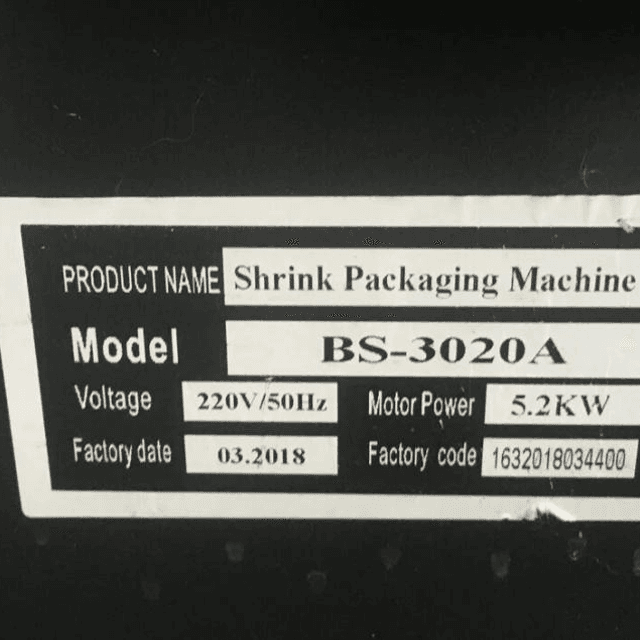 PRODUCT NAME Shrink Packaging Machine
Model BS-3020A
Voltage 220V/50Hz Motor Power 5.2KW
Factory date 03.2018 Factory code 1632018034400